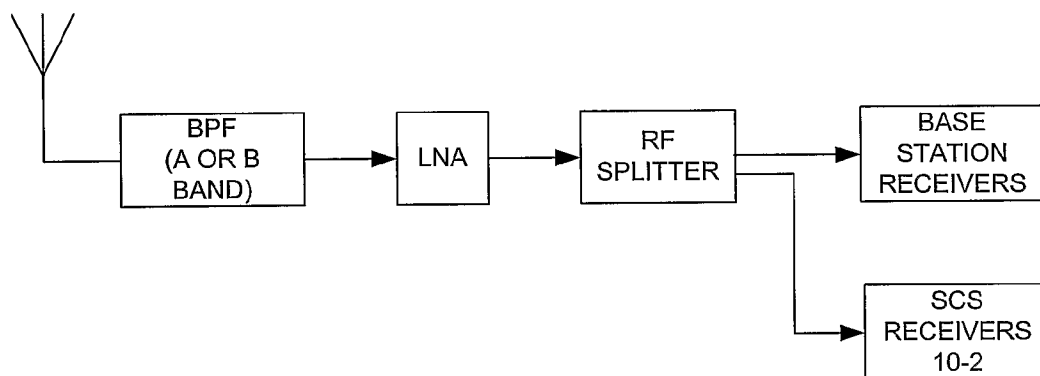 BPF
(A OR B
BAND)
LNA
RF
SPLITTER
BASE
STATION
RECEIVERS
SCS
RECEIVERS
10-2